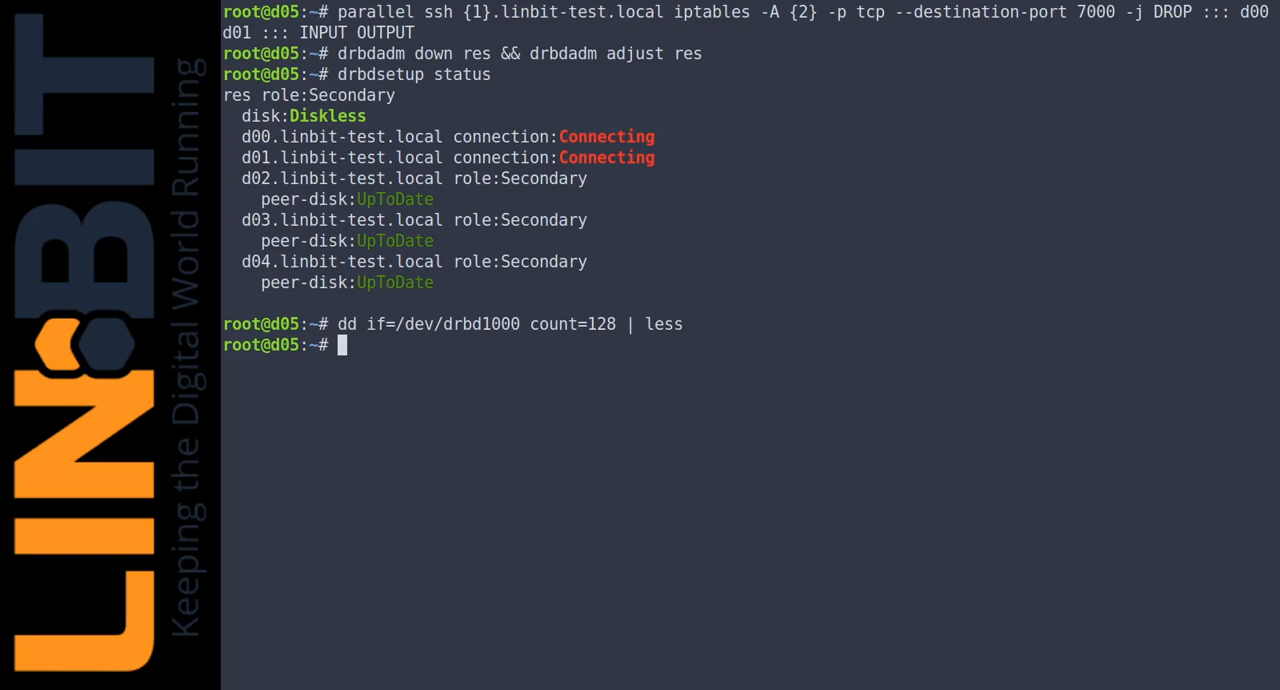 LINBIT
Keeping the Digital World Running
root@d05:~# parallel ssh {1}.linbit-test.local iptables -A {2} -p tcp --destination-port 7000 -j DROP ::: d00
d01 ::: INPUT OUTPUT
root@d05:~# drbdadm down res && drbdadm adjust res
root@d05:~# drbdsetup status
res role:Secondary
  disk:Diskless
  d00.linbit-test.local connection:Connecting
  d01.linbit-test.local connection:Connecting
  d02.linbit-test.local role:Secondary
    peer-disk:UpToDate
  d03.linbit-test.local role:Secondary
    peer-disk:UpToDate
  d04.linbit-test.local role:Secondary
    peer-disk:UpToDate
root@d05:~# dd if=/dev/drbd1000 count=128 | less
root@d05:~#